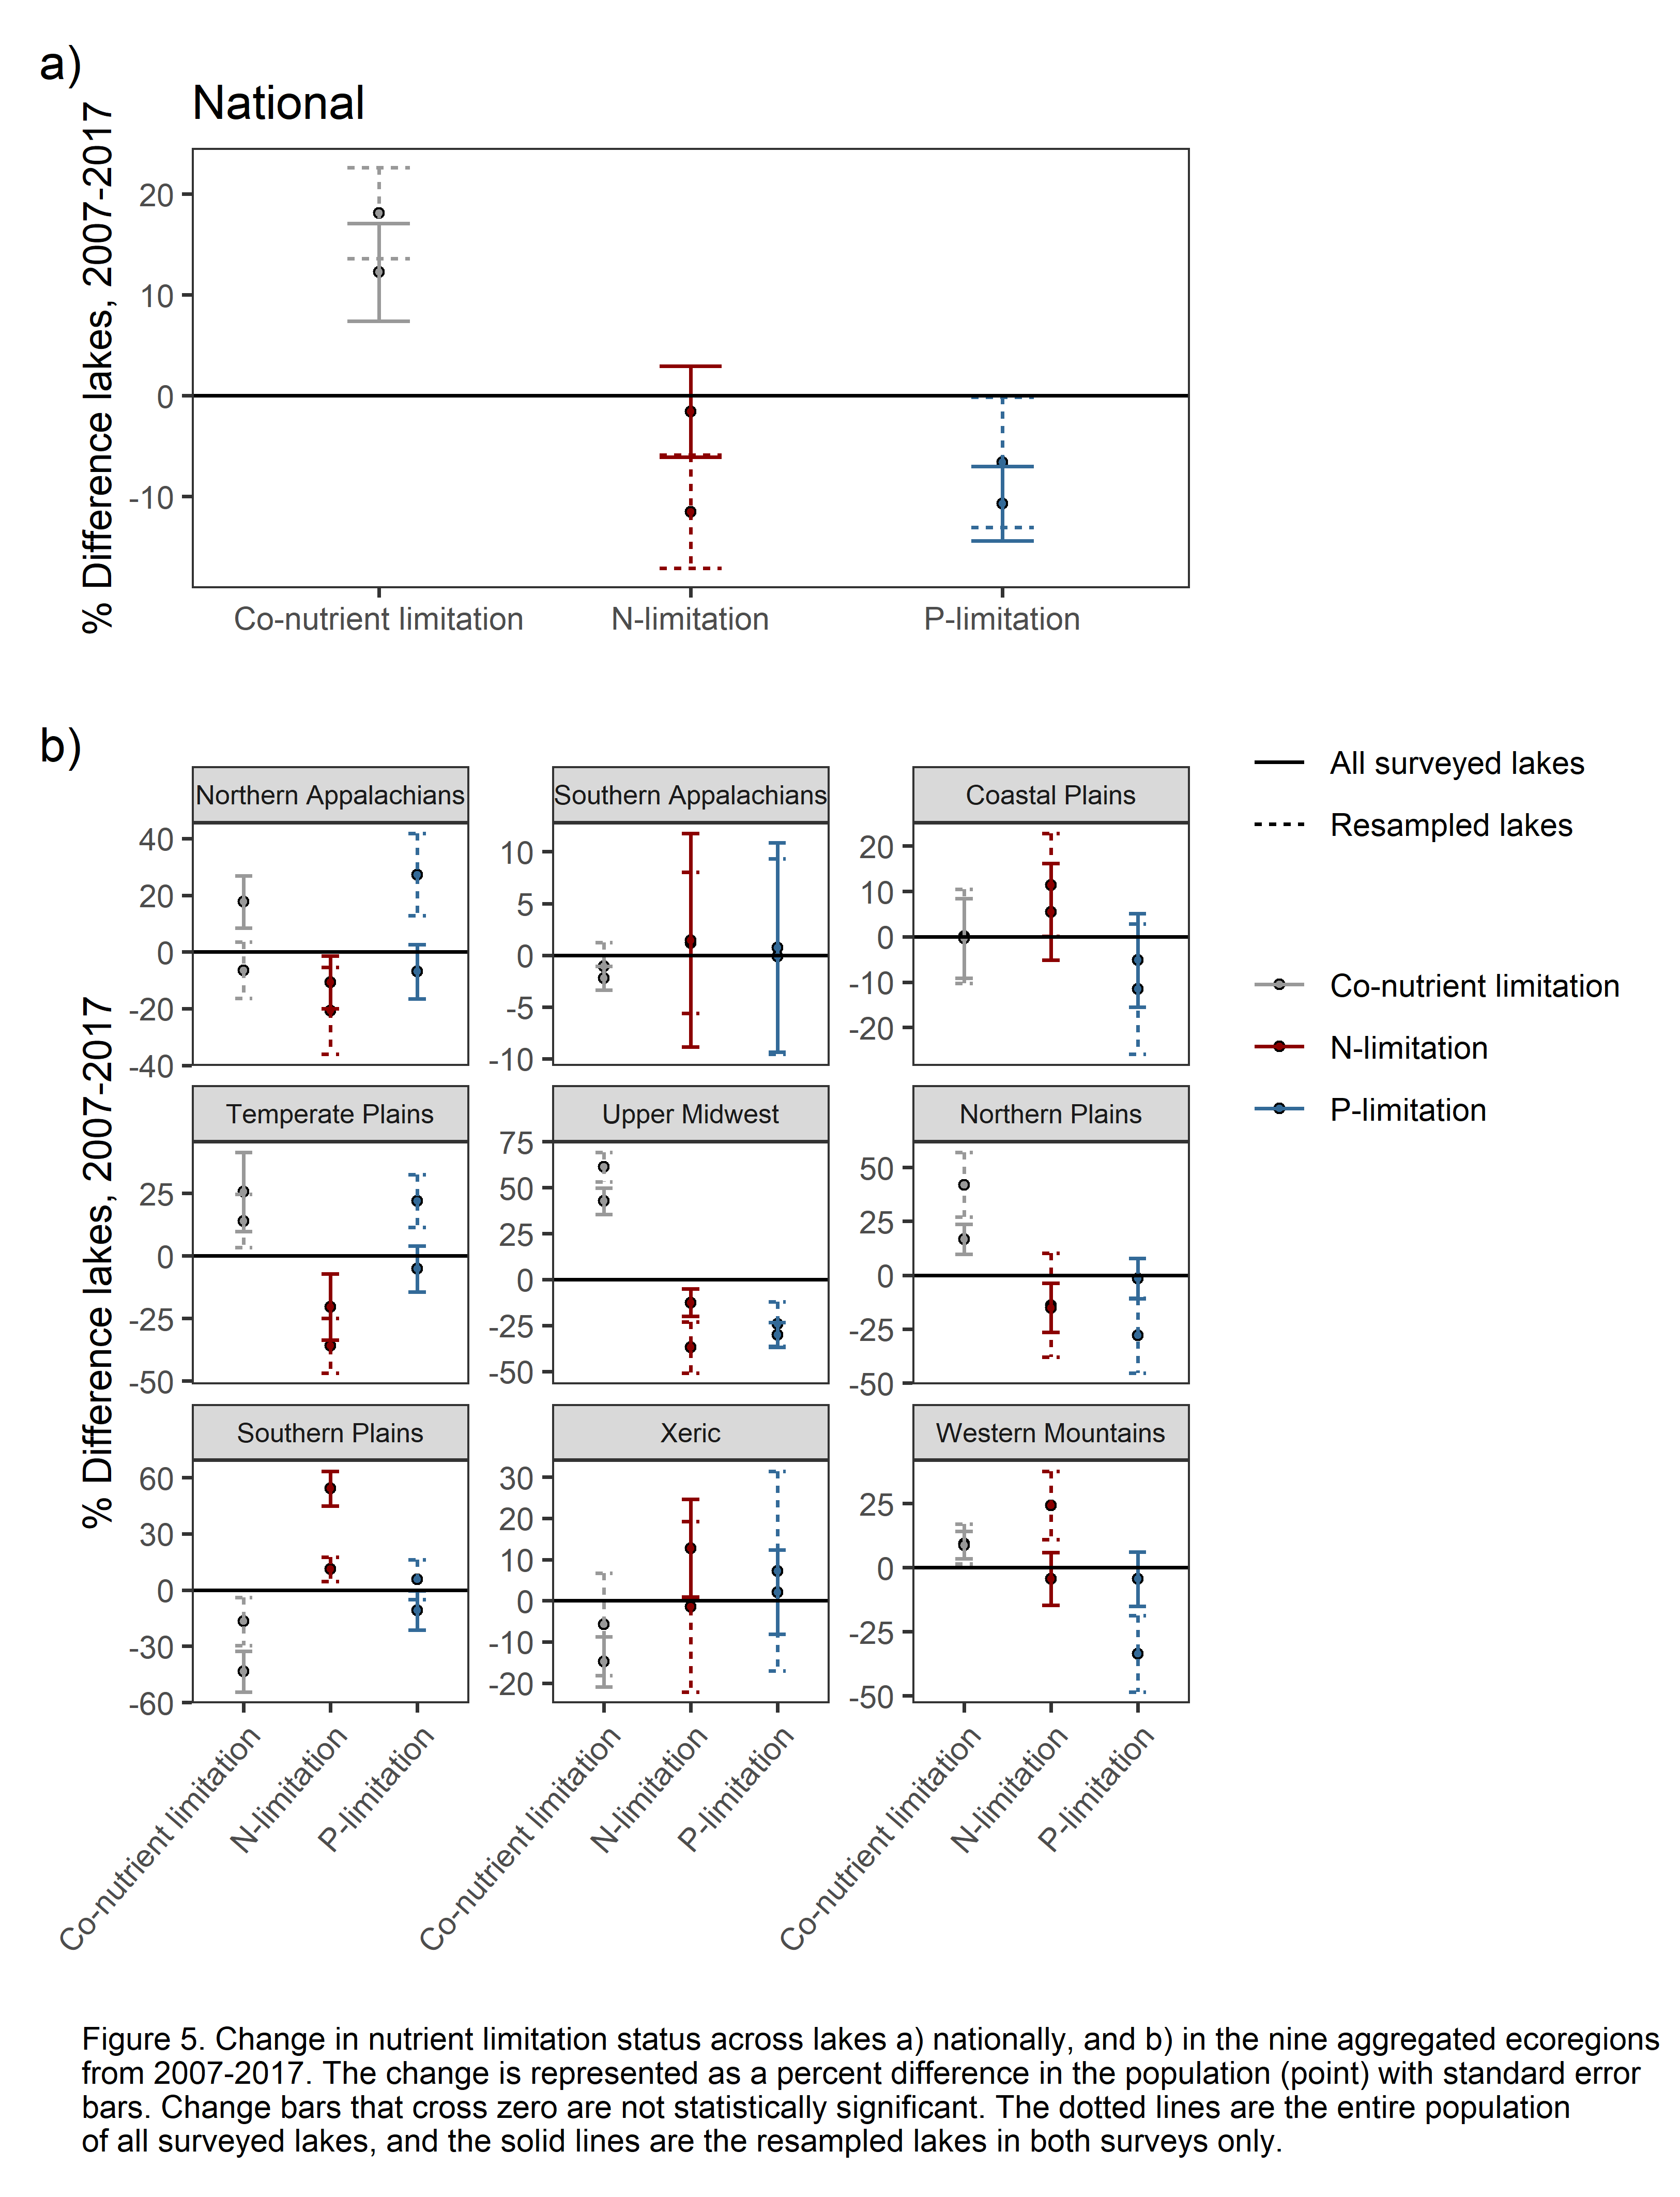 a)
National
% Difference lakes, 2007-2017
20
10
0
-10
Co-nutrient limitation
N-limitation
P-limitation
b)
% Difference lakes, 2007-2017
Northern Appalachians
40
20
0
-20
-40
Southern Appalachians
10
5
0
-5
-10
Coastal Plains
20
10
0
-10
-20
Temperate Plains
25
0
-25
-50
Upper Midwest
75
50
25
0
-25
-50
Northern Plains
50
25
0
-25
-50
Southern Plains
60
30
0
-30
-60
Xeric
30
20
10
0
-10
-20
Western Mountains
25
0
-25
-50
Co-nutrient limitation
N-limitation
P-limitation
Co-nutrient limitation
N-limitation
P-limitation
Co-nutrient limitation
N-limitation
P-limitation
All surveyed lakes
Resampled lakes
Co-nutrient limitation
N-limitation
P-limitation
Figure 5. Change in nutrient limitation status across lakes a) nationally, and b) in the nine aggregated ecoregions
from 2007-2017. The change is represented as a percent difference in the population (point) with standard error
bars. Change bars that cross zero are not statistically significant. The dotted lines are the entire population
of all surveyed lakes, and the solid lines are the resampled lakes in both surveys only.